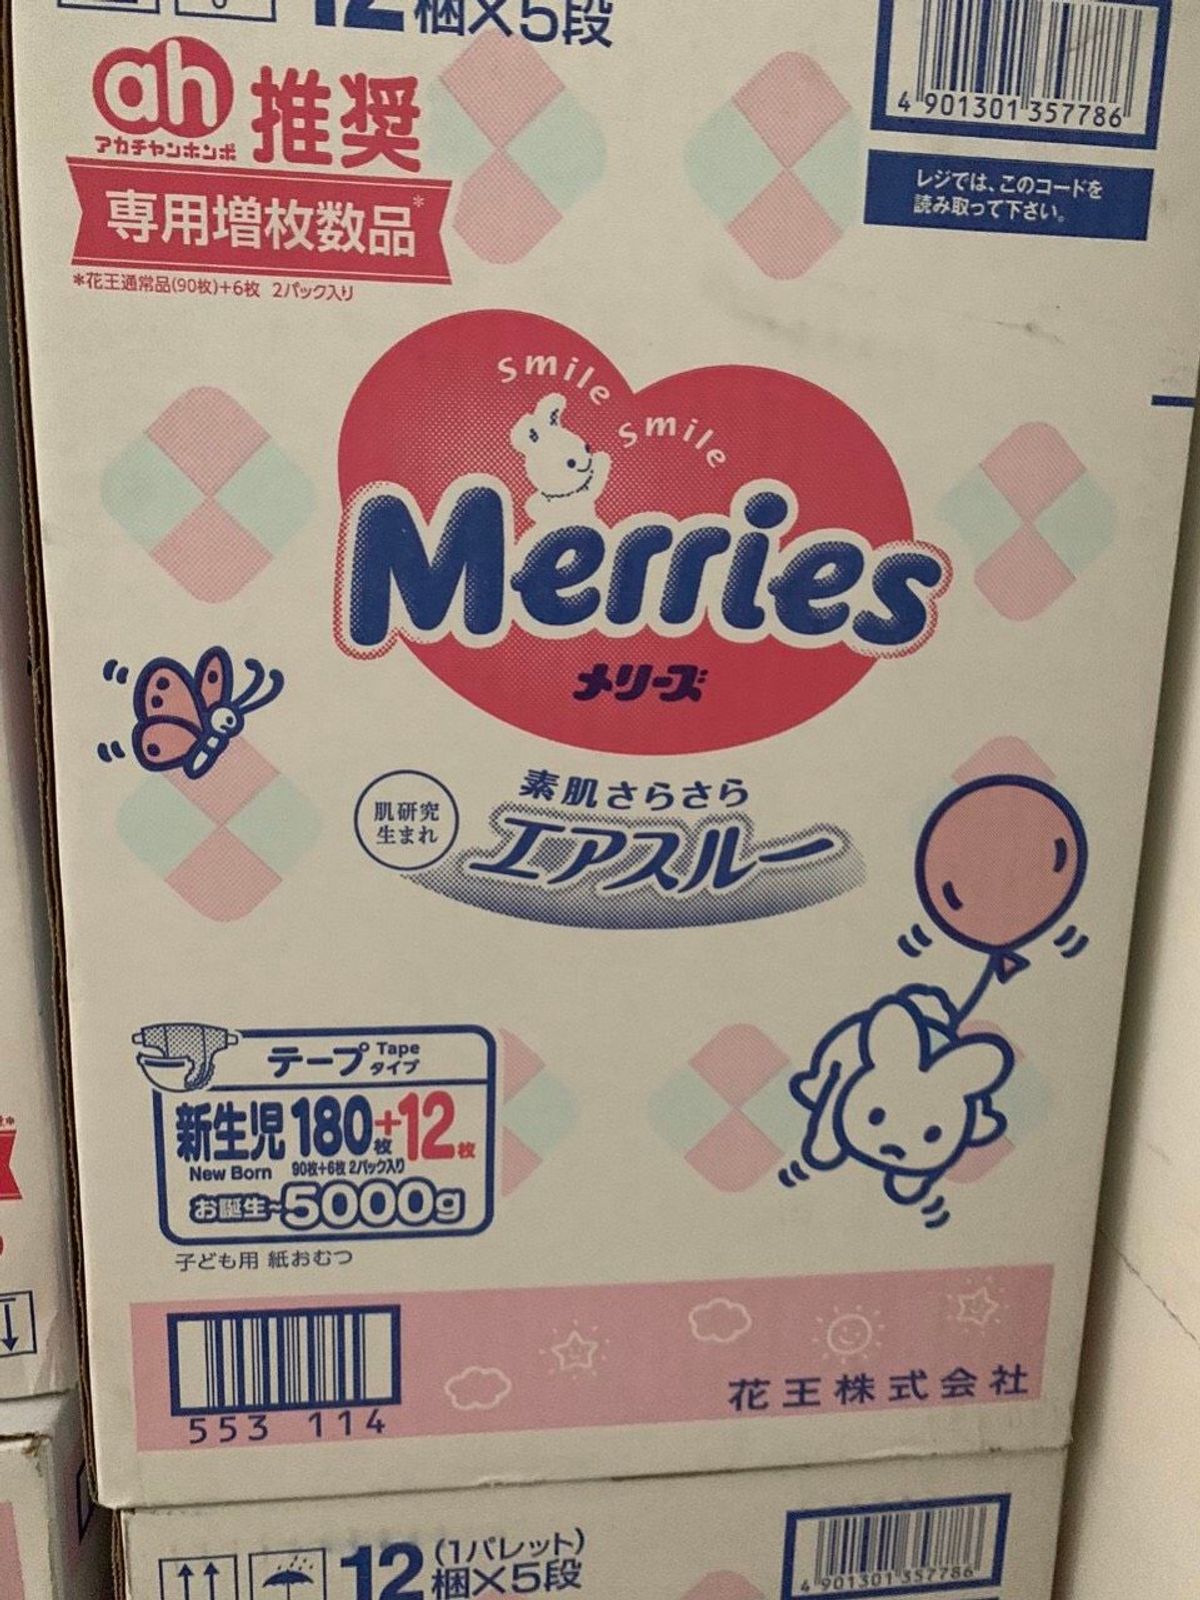 12 梱×5段
ah 推奨
アカチャンホンポ
専用増枚数品*
*花王通常品(90枚)+6枚 2パック入り
4 901301 357786
レジでは、このコードを
読み取って下さい。
smile
smile
Merries
メリーズ
肌研究
生まれ
素肌さらさら
エアスルー
テープ Tape
タイプ
新生児 180枚+12枚
New Born 90枚+6枚 2パック入り
お誕生~5000g
子ども用 紙おむつ
553 114
花王株式会社
12 (1パレット)
梱×5段
4 901301 357786